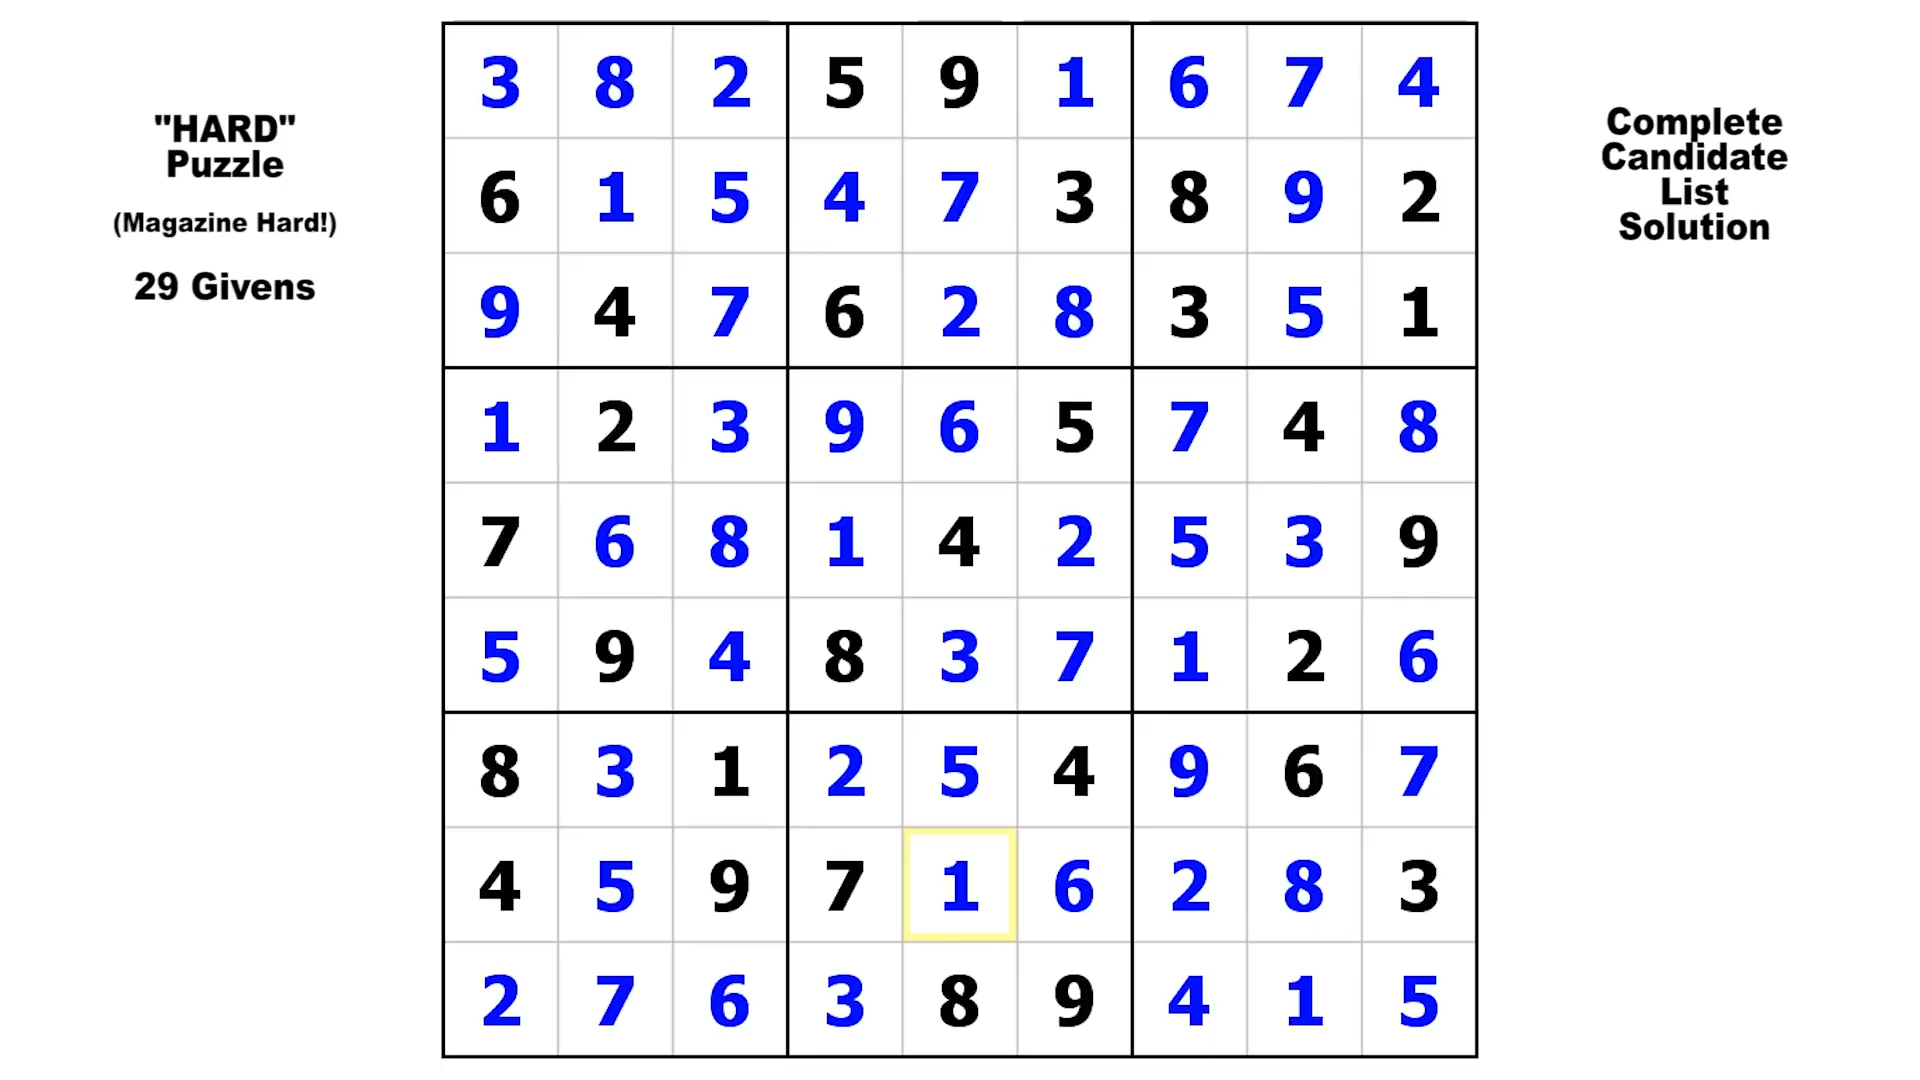 "HARD"
Puzzle
(Magazine Hard!)
29 Givens
3 8 2 5 9 1 6 7 4
6 1 5 4 7 3 8 9 2
9 4 7 6 2 8 3 5 1
1 2 3 9 6 5 7 4 8
7 6 8 1 4 2 5 3 9
5 9 4 8 3 7 1 2 6
8 3 1 2 5 4 9 6 7
4 5 9 7 1 6 2 8 3
2 7 6 3 8 9 4 1 5
Complete
Candidate
List
Solution